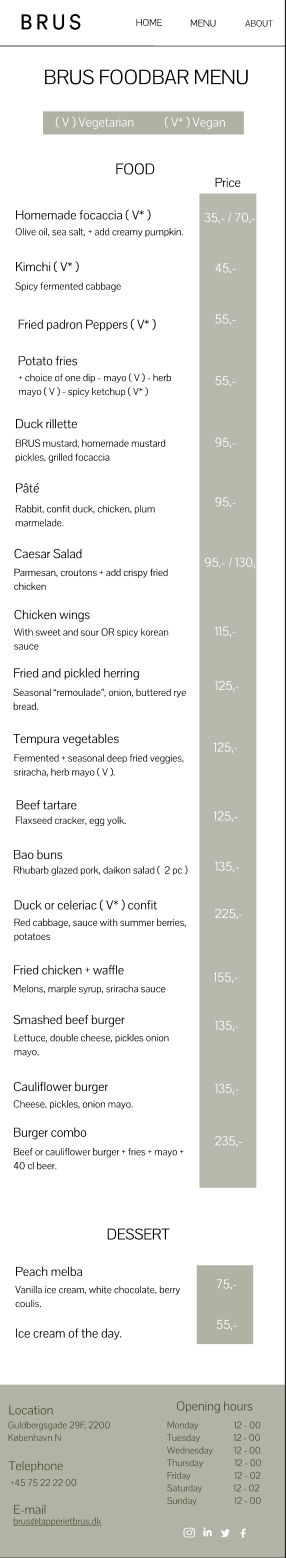 BRUS
HOME MENU ABOUT
BRUS FOODBAR MENU
( V ) Vegetarian ( V* ) Vegan
FOOD
Price
Homemade focaccia ( V* ) 35,- / 70,-
Olive oil, sea salt, + add creamy pumpkin.
Kimchi ( V* ) 45,-
Spicy fermented cabbage
Fried padron Peppers ( V* ) 55,-
Potato fries
+ choice of one dip - mayo ( V ) - herb 55,-
mayo ( V ) - spicy ketchup ( V* )
Duck rillette
BRUS mustard, homemade mustard 95,-
pickles, grilled focaccia
Pâté
Rabbit, confit duck, chicken, plum 95,-
marmelade.
Caesar Salad 95,- / 130,
Parmesan, croutons + add crispy fried
chicken
Chicken wings
With sweet and sour OR spicy korean 115,-
sauce
Fried and pickled herring
Seasonal “remoulade”, onion, buttered rye 125,-
bread.
Tempura vegetables 125,-
Fermented + seasonal deep fried veggies,
sriracha, herb mayo ( V ).
Beef tartare
Flaxseed cracker, egg yolk. 125,-
Bao buns
Rhubarb glazed pork, daikon salad ( 2 pc ) 135,-
Duck or celeriac ( V* ) confit 225,-
Red cabbage, sauce with summer berries,
potatoes
Fried chicken + waffle 155,-
Melons, marple syrup, sriracha sauce
Smashed beef burger 135,-
Lettuce, double cheese, pickles onion
mayo.
Cauliflower burger 135,-
Cheese, pickles, onion mayo.
Burger combo 235,-
Beef or cauliflower burger + fries + mayo +
40 cl beer.
DESSERT
Peach melba 75,-
Vanilla ice cream, white chocolate, berry
coulis.
Ice cream of the day. 55,-
Location
Guldbergsgade 29F, 2200
København N
Telephone
+45 75 22 22 00
E-mail
brus@tapperietbrus.dk
Opening hours
Monday 12 - 00
Tuesday 12 - 00
Wednesday 12 - 00
Thursday 12 - 00
Friday 12 - 02
Saturday 12 - 02
Sunday 12 - 00